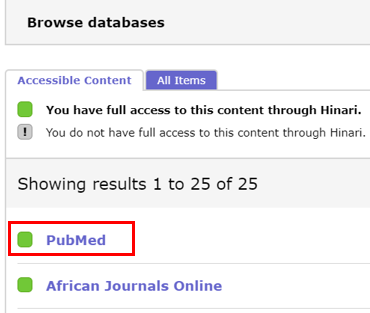 Browse databases
Accessible Content
All Items
You have full access to this content through Hinari.
! You do not have full access to this content through Hinari.
Showing results 1 to 25 of 25
PubMed
African Journals Online